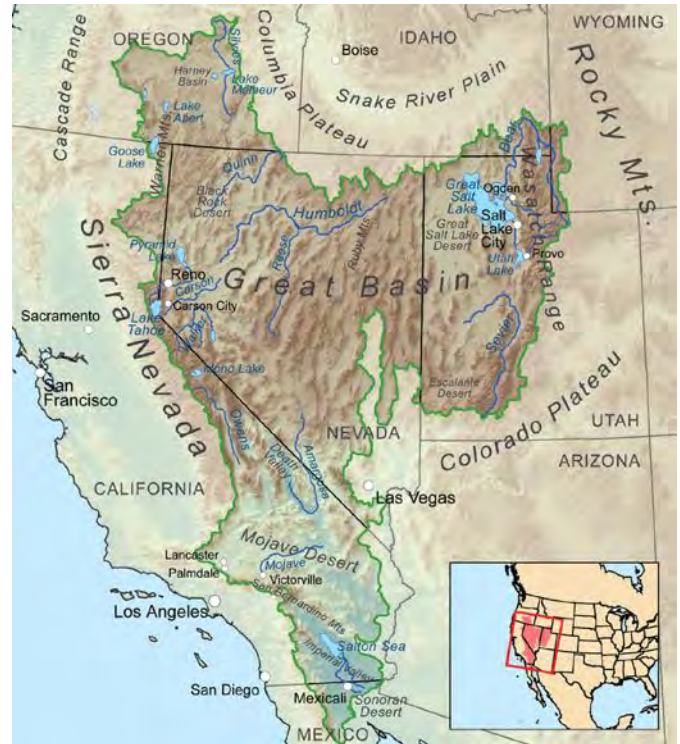 WYOMING
OREGON
IDAHO
Cascade Range
Silvies
Columbia Plateau
Boise
Rocky Mts.
Harney
Basin
Lake
Malheur
Snake River Plain
Lake
Abert
Goose
Lake
Warner Mts.
Quinn
Bear
Black
Rock
Desert
Humboldt
Great
Salt
Lake
Ogden
Wasatch Range
Great
Salt Lake
Desert
Salt
Lake
City
Ruby Mts.
Reese
Pyramid
Lake
Reno
Carson
Great Basin
Utah
Lake
Provo
Sierra Nevada
Carson City
Lake
Tahoe
Walker
Sacramento
Sevier
Mono Lake
San
Francisco
Escalante
Desert
Owens
NEVADA
UTAH
Colorado Plateau
ARIZONA
Death
Valley
Amargosa
CALIFORNIA
Las Vegas
Mojave Desert
Lancaster
Palmdale
Mojave
Victorville
San Bernardino Mts
Los Angeles
Salton Sea
Imperial Valley
San Diego
Mexicali
Sonoran
Desert
MEXICO